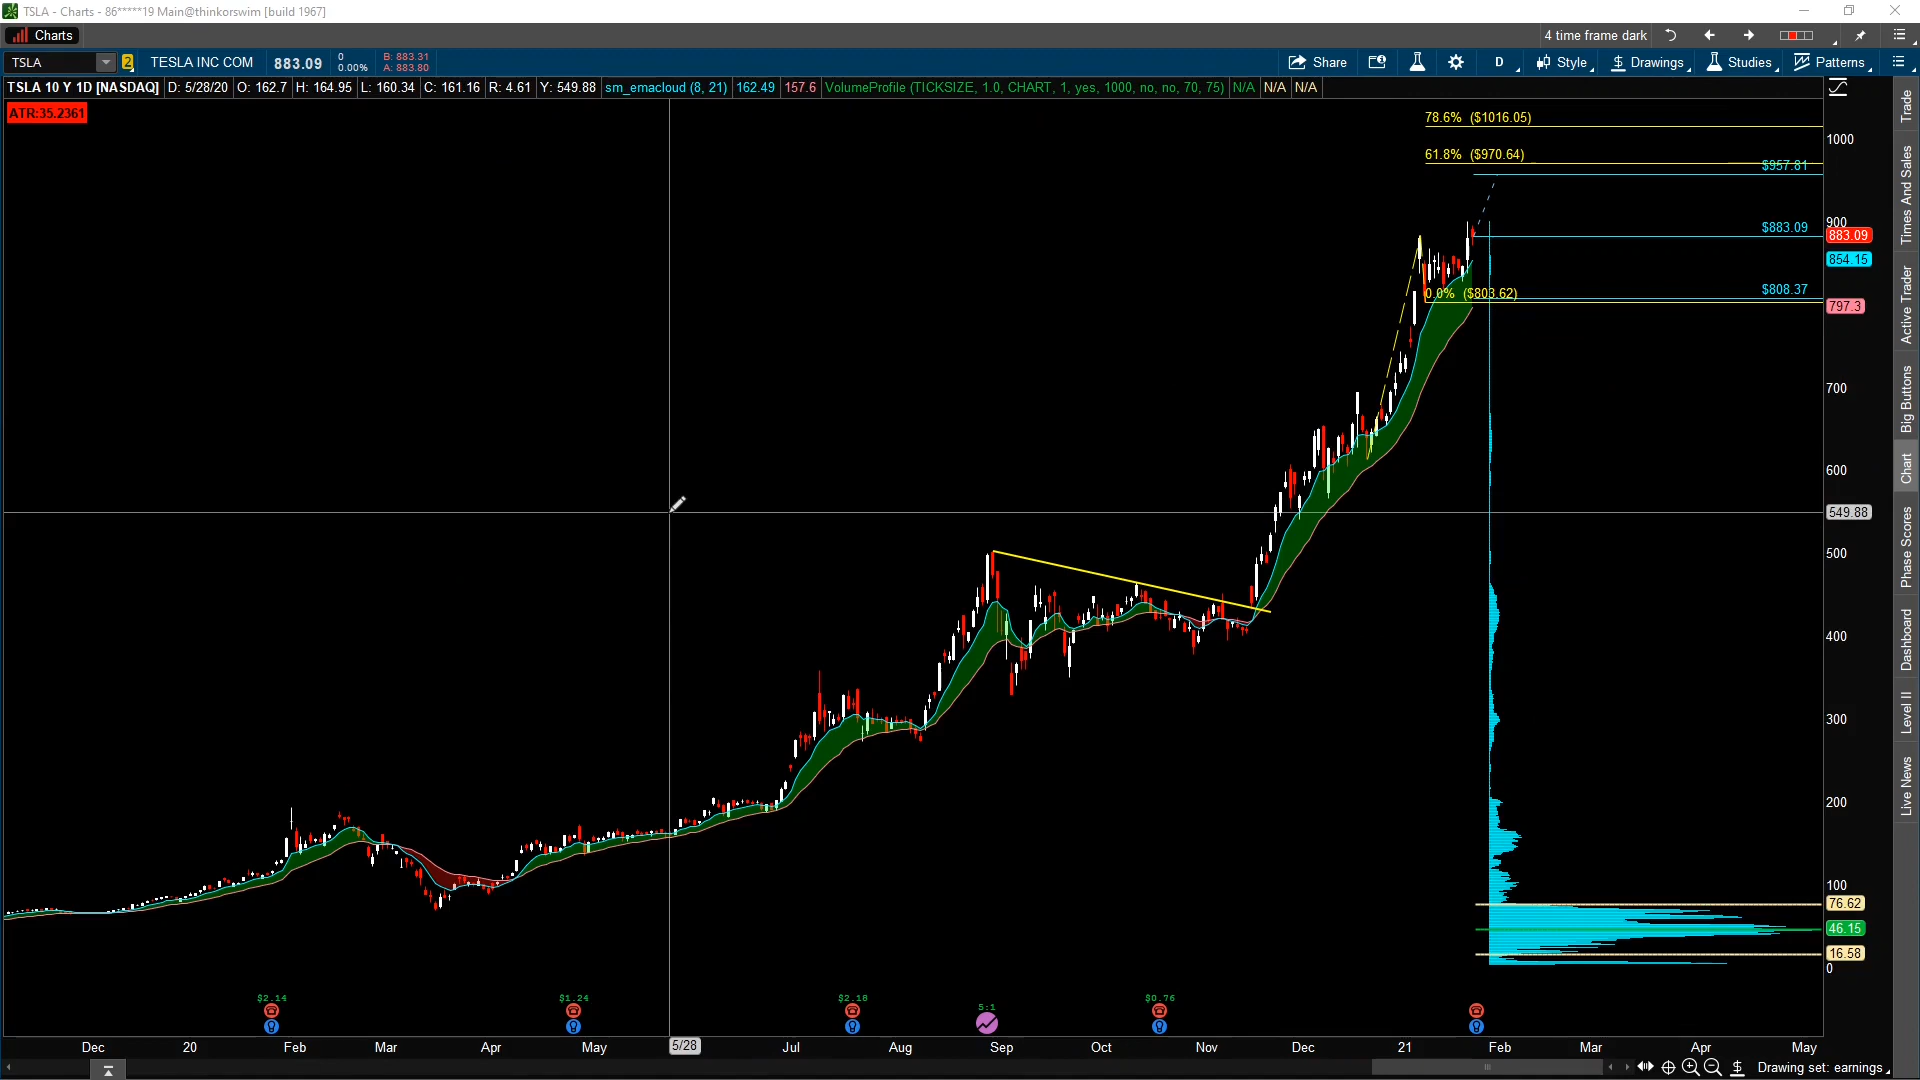 TSLA - Charts - 86*****19 Main@thinkorswim [build 1967]
Charts
4 time frame dark
TSLA
2
TESLA INC COM
883.09
0
0.00%
B: 883.31
A: 883.80
Share
D
Style
$ Drawings
Studies
Patterns
TSLA 10 Y 1D [NASDAQ] D: 5/28/20 O: 162.7 H: 164.95 L: 160.34 C: 161.16 R: 4.61 Y: 549.88 sm_emacloud (8, 21) 162.49 157.6 VolumeProfile (TICKSIZE, 1.0, CHART, 1, yes, 1000, no, no, 70, 75) N/A N/A N/A
ATR:35.2361
78.6% ($1016.05)
61.8% ($970.64)
$957.81
$883.09
0.0% ($803.62)
$808.37
1000
900
883.09
854.15
797.3
700
600
549.88
500
400
300
200
100
76.62
46.15
16.58
0
Trade
Times And Sales
Active Trader
Big Buttons
Chart
Phase Scores
Dashboard
Level II
Live News
$2.14
$1.24
$2.18
5:1
$0.76
Dec 20 Feb Mar Apr May 5/28 Jul Aug Sep Oct Nov Dec 21 Feb Mar Apr May
$ Drawing set: earnings